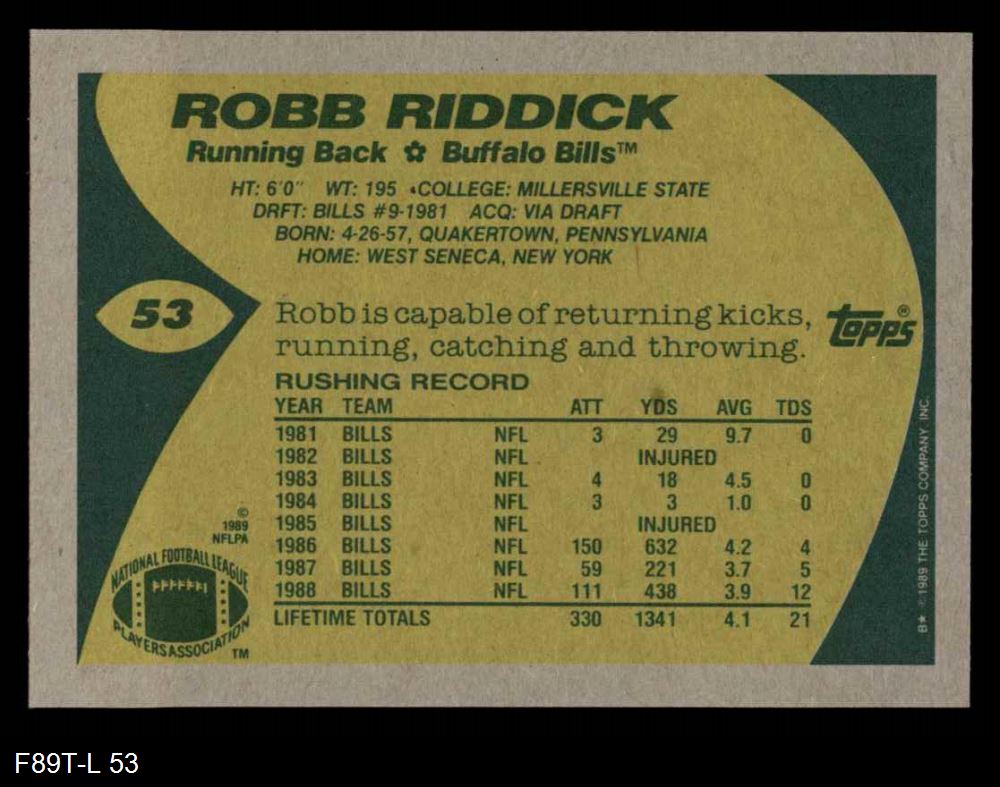 ROBB RIDDICK
Running Back ✿ Buffalo Bills™
HT: 6'0" WT: 195 •COLLEGE: MILLERSVILLE STATE
DRFT: BILLS #9-1981 ACQ: VIA DRAFT
BORN: 4-26-57, QUAKERTOWN, PENNSYLVANIA
HOME: WEST SENECA, NEW YORK
53
Robb is capable of returning kicks,
running, catching and throwing.
topps®
RUSHING RECORD
YEAR TEAM ATT YDS AVG TDS
1981 BILLS NFL 3 29 9.7 0
1982 BILLS NFL INJURED
1983 BILLS NFL 4 18 4.5 0
1984 BILLS NFL 3 3 1.0 0
1985 BILLS NFL INJURED
1986 BILLS NFL 150 632 4.2 4
1987 BILLS NFL 59 221 3.7 5
1988 BILLS NFL 111 438 3.9 12
LIFETIME TOTALS 330 1341 4.1 21
©
1989
NFLPA
NATIONAL FOOTBALL LEAGUE
PLAYERS ASSOCIATION
TM
B* © 1989 THE TOPPS COMPANY, INC.
F89T-L 53